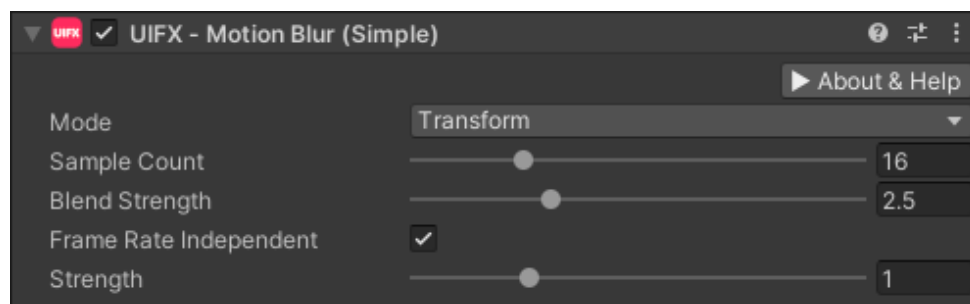 UIFX UIFX - Motion Blur (Simple)
About & Help
Mode Transform
Sample Count 16
Blend Strength 2.5
Frame Rate Independent
Strength 1